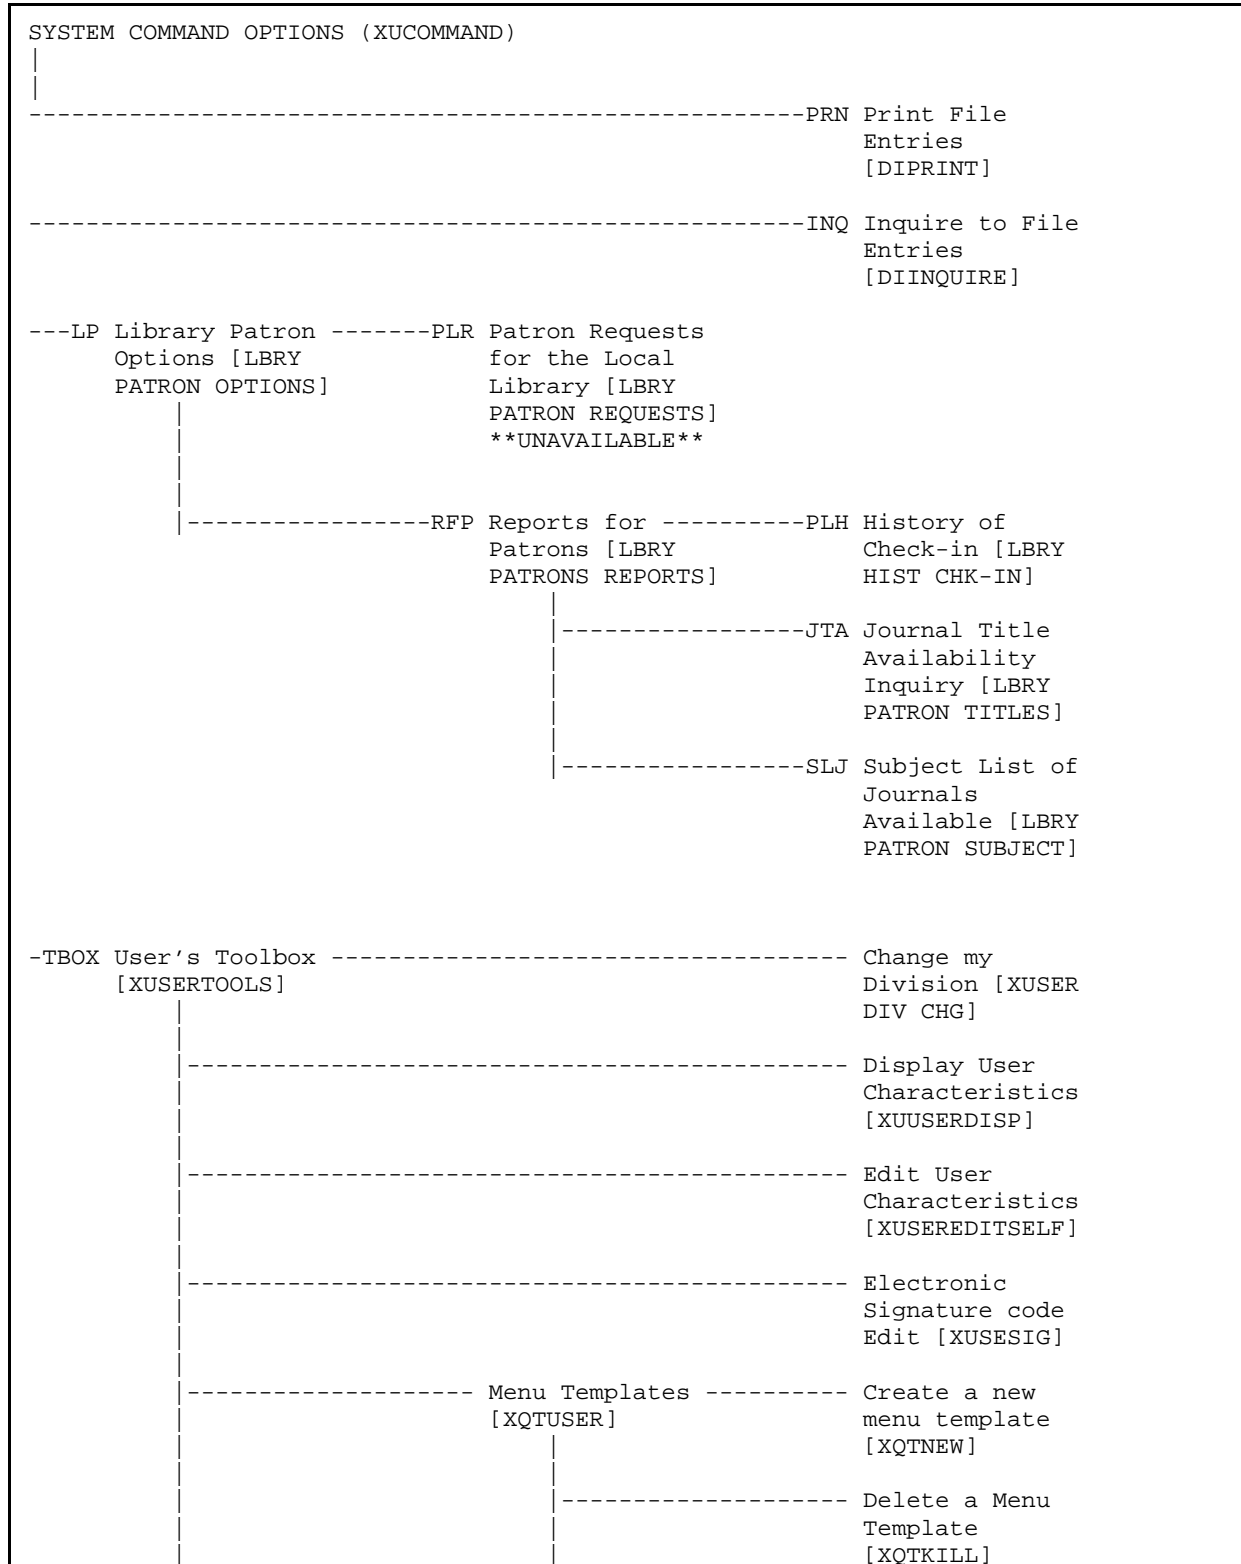 SYSTEM COMMAND OPTIONS (XUCOMMAND)
|
|
------------------------------------------------------PRN Print File
Entries
[DIPRINT]
------------------------------------------------------INQ Inquire to File
Entries
[DIINQUIRE]
---LP Library Patron -------PLR Patron Requests
Options [LBRY for the Local
PATRON OPTIONS] Library [LBRY
| PATRON REQUESTS]
| **UNAVAILABLE**
|
|
|-----------------RFP Reports for ----------PLH History of
Patrons [LBRY Check-in [LBRY
PATRONS REPORTS] HIST CHK-IN]
|
|-----------------JTA Journal Title
| Availability
| Inquiry [LBRY
| PATRON TITLES]
|
|-----------------SLJ Subject List of
Journals
Available [LBRY
PATRON SUBJECT]
-TBOX User's Toolbox ------------------------------------ Change my
[XUSERTOOLS] Division [XUSER
| DIV CHG]
|
|---------------------------------------------- Display User
| Characteristics
| [XUUSERDISP]
|
|---------------------------------------------- Edit User
| Characteristics
| [XUSEREDITSELF]
|
|---------------------------------------------- Electronic
| Signature code
| Edit [XUSESIG]
|
|-------------------- Menu Templates ---------- Create a new
| [XQTUSER] menu template
| | [XQTNEW]
| |
| |-------------------- Delete a Menu
| | Template
| | [XQTKILL]